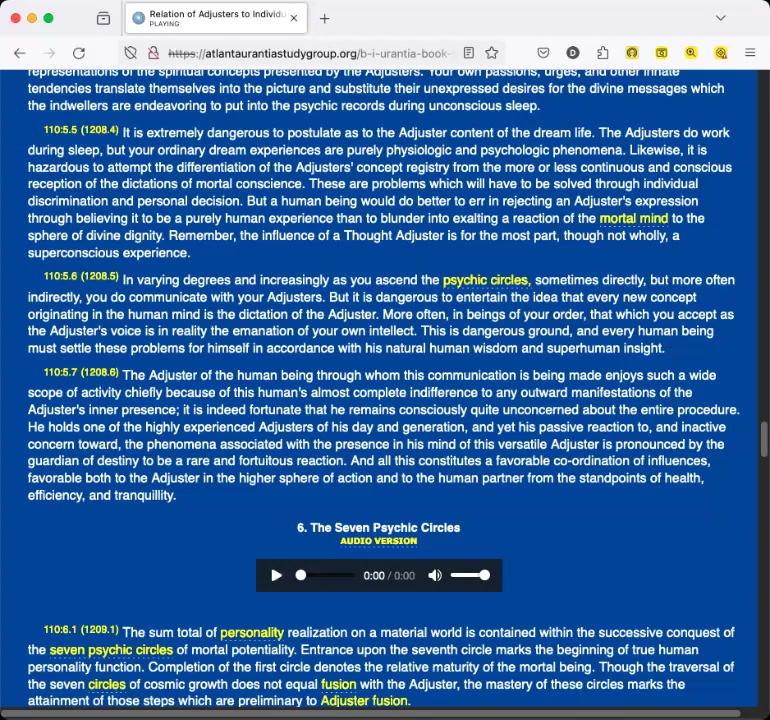 Relation of Adjusters to Individu
PLAYING
https://atlantaurantiastudygroup.org/b-i-urantia-book-
representations of the spiritual concepts presented by the Adjusters. Your own passions, urges, and other innate
tendencies translate themselves into the picture and substitute their unexpressed desires for the divine messages which
the indwellers are endeavoring to put into the psychic records during unconscious sleep.
110:5.5 (1208.4) It is extremely dangerous to postulate as to the Adjuster content of the dream life. The Adjusters do work
during sleep, but your ordinary dream experiences are purely physiologic and psychologic phenomena. Likewise, it is
hazardous to attempt the differentiation of the Adjusters' concept registry from the more or less continuous and conscious
reception of the dictations of mortal conscience. These are problems which will have to be solved through individual
discrimination and personal decision. But a human being would do better to err in rejecting an Adjuster's expression
through believing it to be a purely human experience than to blunder into exalting a reaction of the mortal mind to the
sphere of divine dignity. Remember, the influence of a Thought Adjuster is for the most part, though not wholly, a
superconscious experience.
110:5.6 (1208.5) In varying degrees and increasingly as you ascend the psychic circles, sometimes directly, but more often
indirectly, you do communicate with your Adjusters. But it is dangerous to entertain the idea that every new concept
originating in the human mind is the dictation of the Adjuster. More often, in beings of your order, that which you accept as
the Adjuster's voice is in reality the emanation of your own intellect. This is dangerous ground, and every human being
must settle these problems for himself in accordance with his natural human wisdom and superhuman insight.
110:5.7 (1208.6) The Adjuster of the human being through whom this communication is being made enjoys such a wide
scope of activity chiefly because of this human's almost complete indifference to any outward manifestations of the
Adjuster's inner presence; it is indeed fortunate that he remains consciously quite unconcerned about the entire procedure.
He holds one of the highly experienced Adjusters of his day and generation, and yet his passive reaction to, and inactive
concern toward, the phenomena associated with the presence in his mind of this versatile Adjuster is pronounced by the
guardian of destiny to be a rare and fortuitous reaction. And all this constitutes a favorable co-ordination of influences,
favorable both to the Adjuster in the higher sphere of action and to the human partner from the standpoints of health,
efficiency, and tranquillity.
6. The Seven Psychic Circles
AUDIO VERSION
0:00 / 0:00
110:6.1 (1209.1) The sum total of personality realization on a material world is contained within the successive conquest of
the seven psychic circles of mortal potentiality. Entrance upon the seventh circle marks the beginning of true human
personality function. Completion of the first circle denotes the relative maturity of the mortal being. Though the traversal of
the seven circles of cosmic growth does not equal fusion with the Adjuster, the mastery of these circles marks the
attainment of those steps which are preliminary to Adjuster fusion.